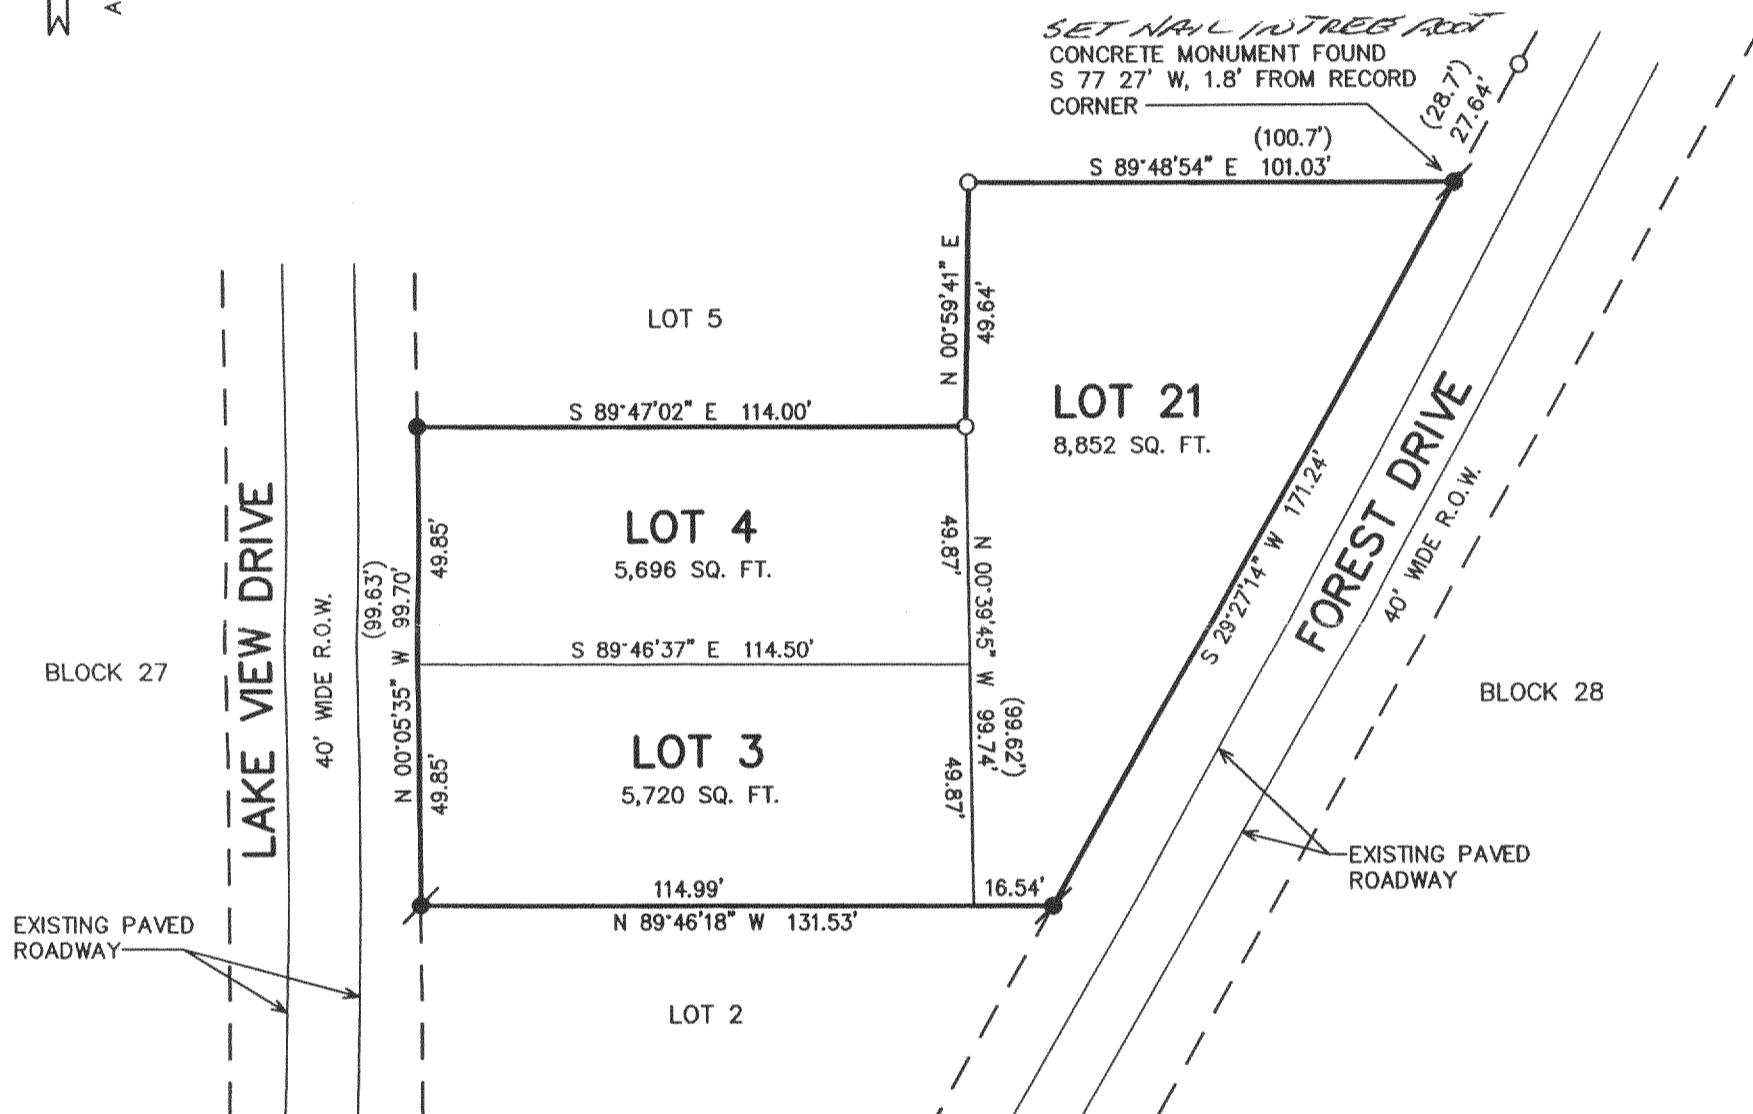 SET NAIL IN TREE ROOT
CONCRETE MONUMENT FOUND
S 77 27' W, 1.8' FROM RECORD
CORNER
(28.7')
27.64'
(100.7')
S 89°48'54" E 101.03'
N 00°59'41" E
49.64'
LOT 5
S 89°47'02" E 114.00'
LOT 21
8,852 SQ. FT.
LOT 4
5,696 SQ. FT.
49.85'
49.87'
(99.63')
N 00°05'35" W 99.70'
N 00°39'45" W 99.74'
(99.62')
S 89°46'37" E 114.50'
LOT 3
5,720 SQ. FT.
49.85'
49.87'
114.99'
16.54'
N 89°46'18" W 131.53'
S 29°27'14" W 171.24'
FOREST DRIVE
40' WIDE R.O.W.
BLOCK 27
LAKE VIEW DRIVE
40' WIDE R.O.W.
BLOCK 28
EXISTING PAVED
ROADWAY
EXISTING PAVED
ROADWAY
LOT 2